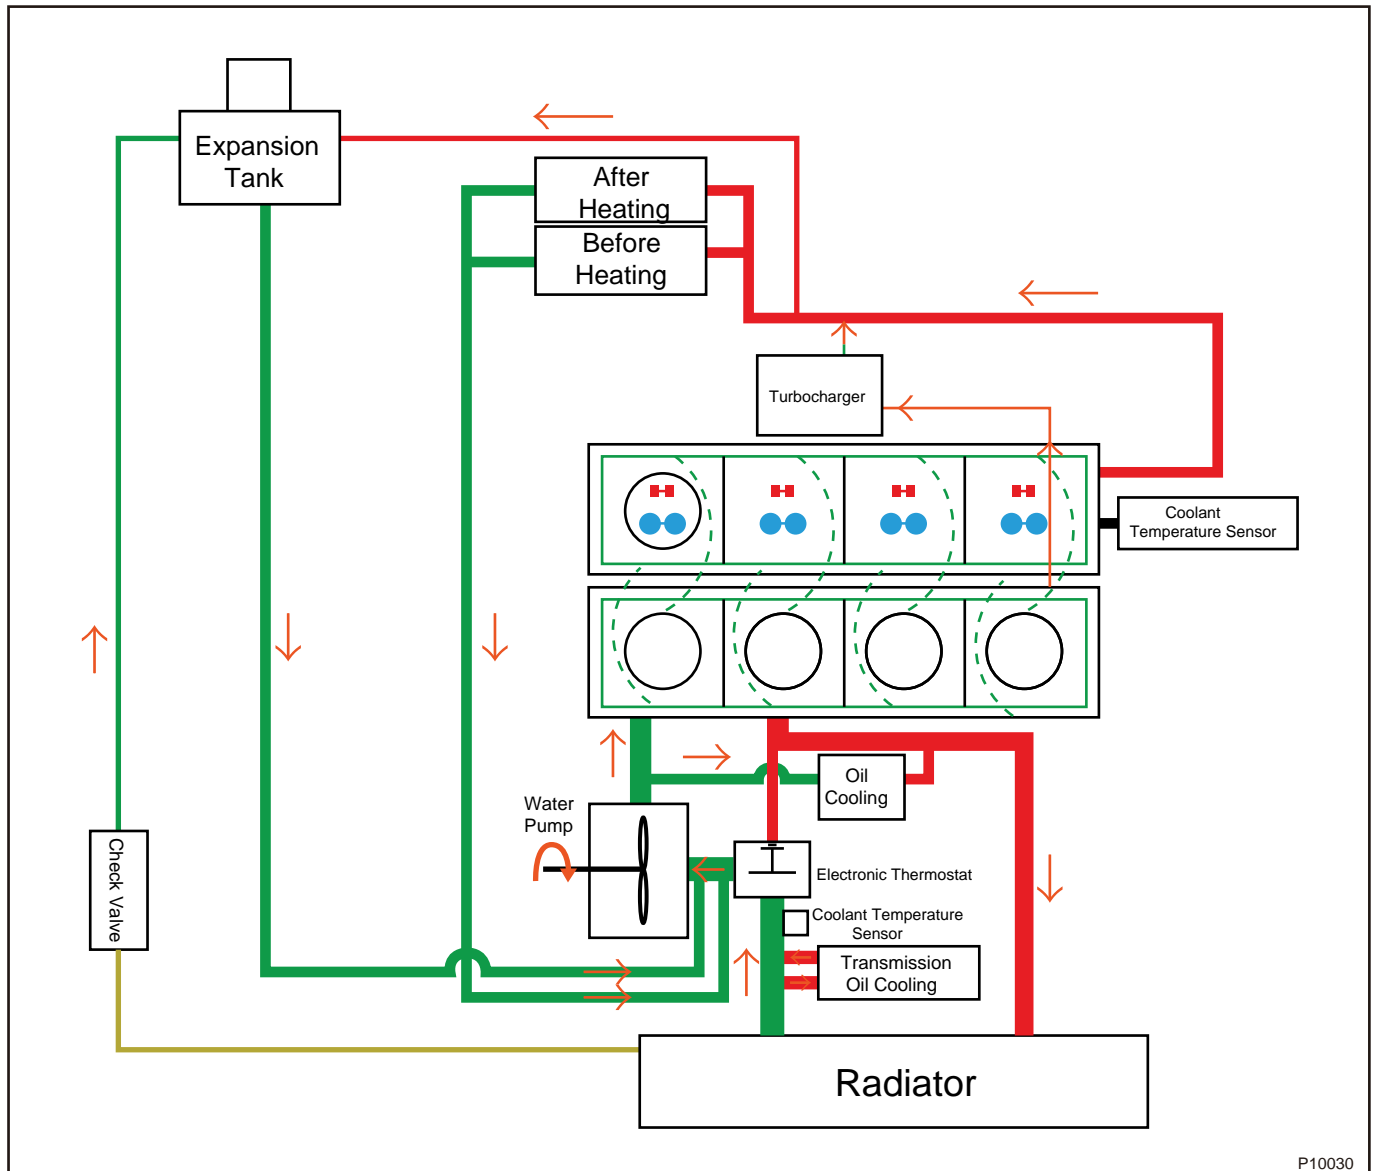 Expansion
Tank
After
Heating
Before
Heating
Turbocharger
Coolant
Temperature Sensor
Oil
Cooling
Water
Pump
Check Valve
Electronic Thermostat
Coolant Temperature
Sensor
Transmission
Oil Cooling
Radiator
P10030